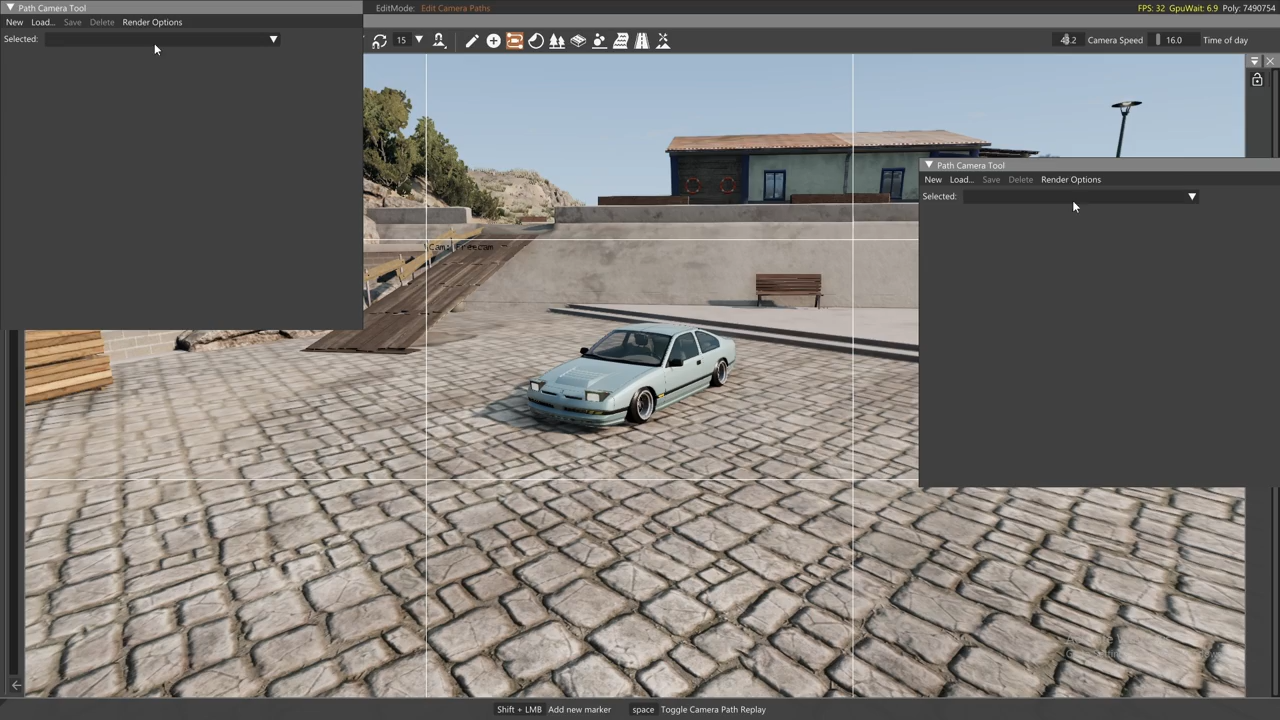 Path Camera Tool
New Load... Save Delete Render Options
Selected:
EditMode: Edit Camera Paths
FPS: 32 GpuWait: 6.9 Poly: 7490754
15
Camera Speed
16.0 Time of day
Cam: Freecam
Path Camera Tool
New Load... Save Delete Render Options
Selected:
Shift + LMB Add new marker space Toggle Camera Path Replay